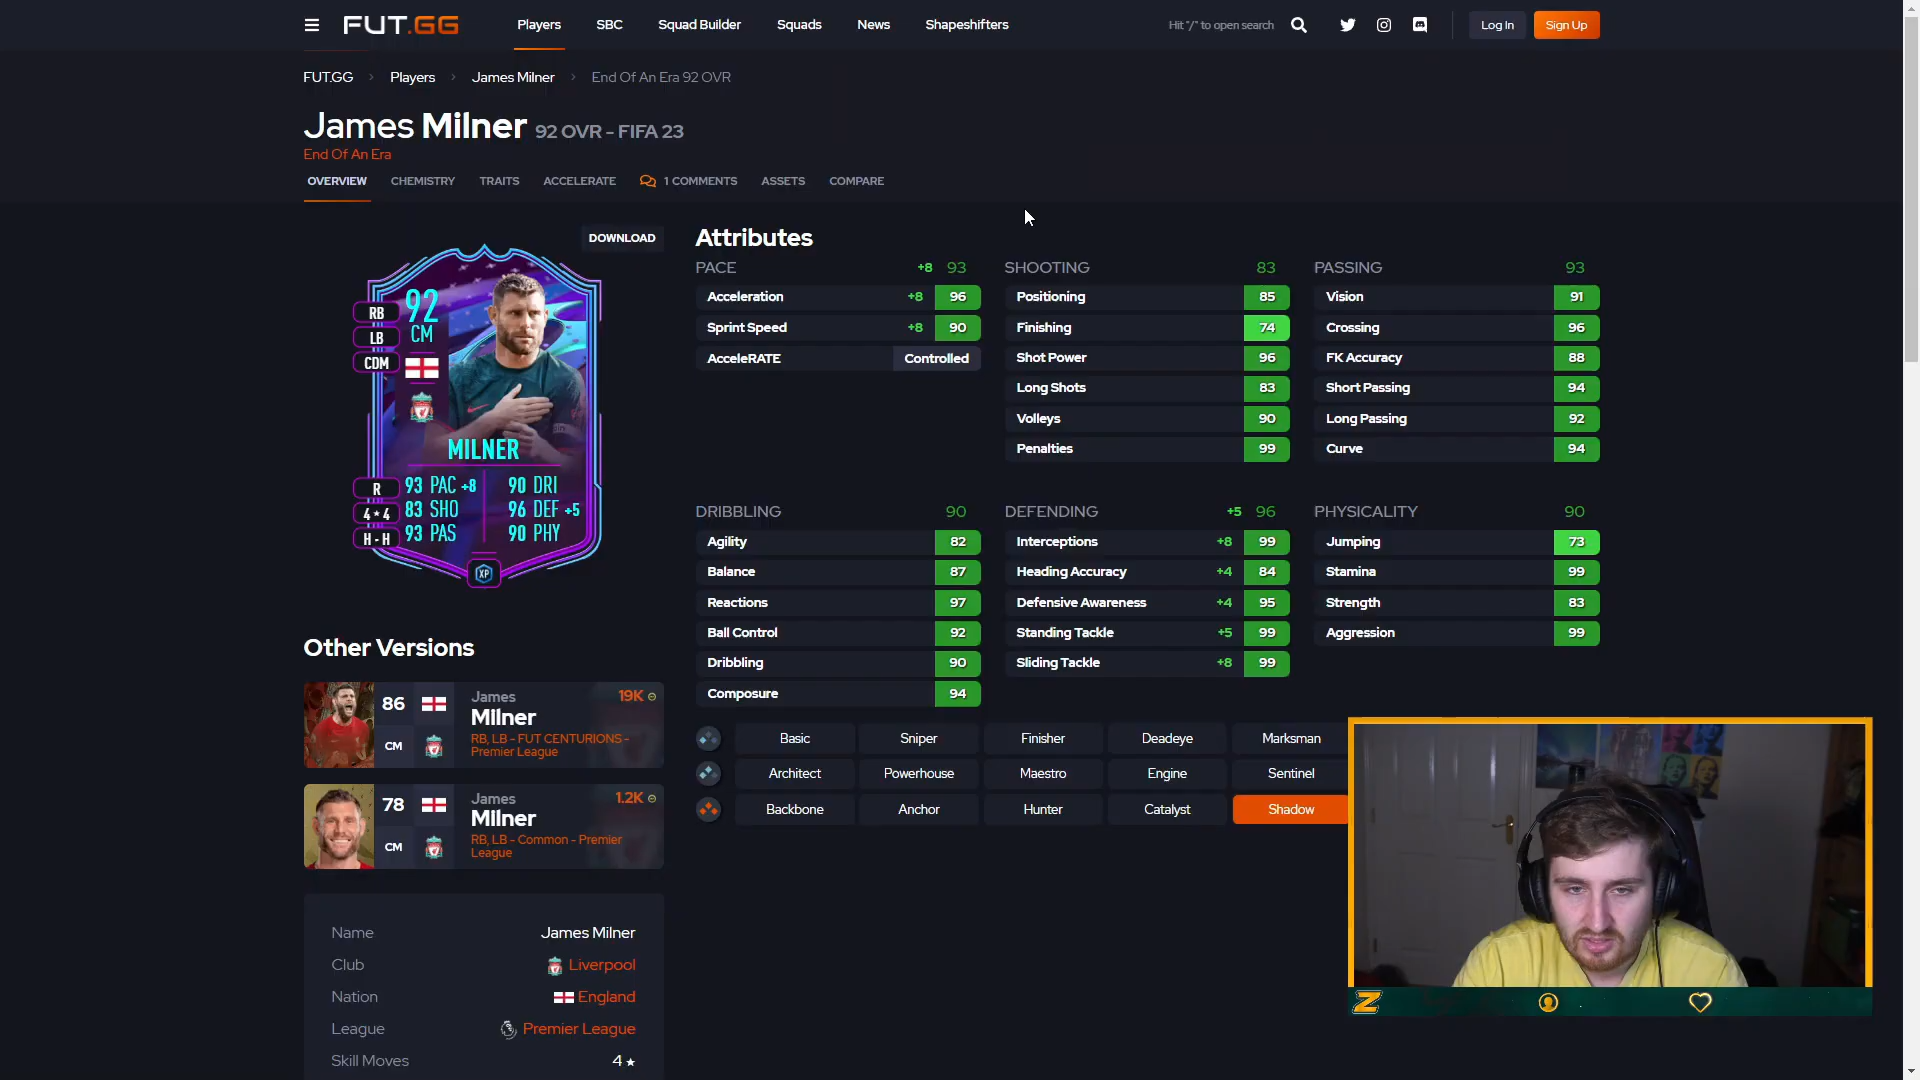 FUT.GG Players SBC Squad Builder Squads News Shapeshifters Hit "/" to open search Log In Sign Up
FUT.GG > Players > James Milner > End Of An Era 92 OVR
James Milner 92 OVR - FIFA 23
End Of An Era
OVERVIEW CHEMISTRY TRAITS ACCELERATE 1 COMMENTS ASSETS COMPARE
DOWNLOAD
RB
LB
CDM
92
CM
MILNER
R
4★4
H - H
93 PAC +8 90 DRI
83 SHO 96 DEF +5
93 PAS 90 PHY
XP
Attributes
PACE +8 93
Acceleration +8 96
Sprint Speed +8 90
AcceleRATE Controlled
SHOOTING 83
Positioning 85
Finishing 74
Shot Power 96
Long Shots 83
Volleys 90
Penalties 99
PASSING 93
Vision 91
Crossing 96
FK Accuracy 88
Short Passing 94
Long Passing 92
Curve 94
DRIBBLING 90
Agility 82
Balance 87
Reactions 97
Ball Control 92
Dribbling 90
Composure 94
DEFENDING +5 96
Interceptions +8 99
Heading Accuracy +4 84
Defensive Awareness +4 95
Standing Tackle +5 99
Sliding Tackle +8 99
PHYSICALITY 90
Jumping 73
Stamina 99
Strength 83
Aggression 99
Basic Sniper Finisher Deadeye Marksman
Architect Powerhouse Maestro Engine Sentinel
Backbone Anchor Hunter Catalyst Shadow
Other Versions
86
CM
James
Milner
19K
RB, LB - FUT CENTURIONS -
Premier League
78
CM
James
Milner
1.2K
RB, LB - Common - Premier
League
Name James Milner
Club Liverpool
Nation England
League Premier League
Skill Moves 4 ★
Z